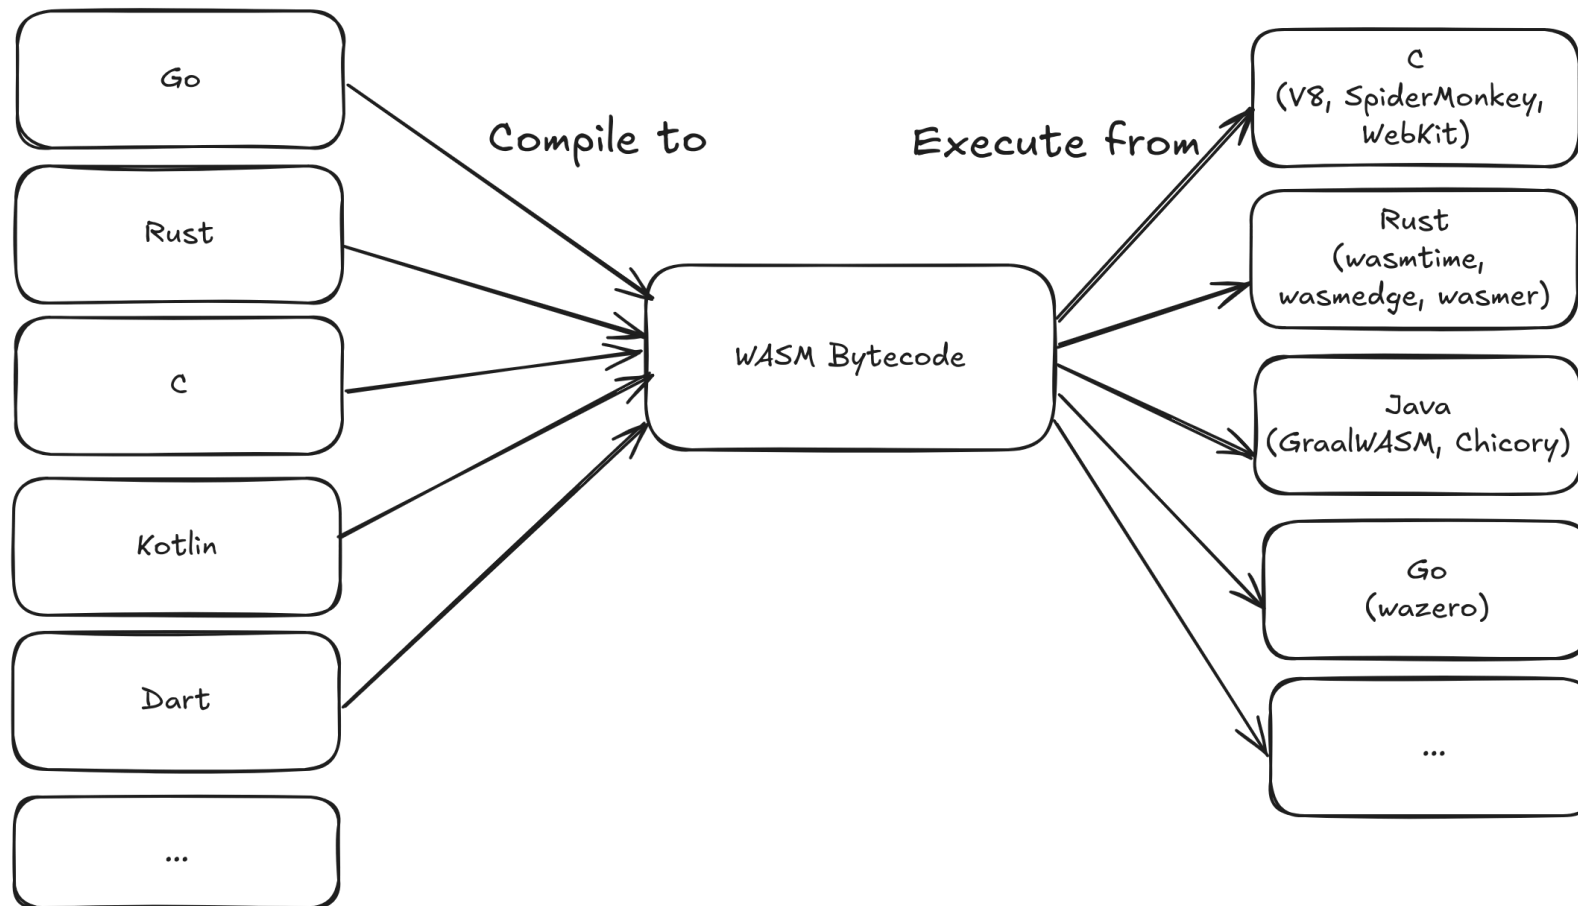 Go
Rust
C
Kotlin
Dart
...
Compile to
WASM Bytecode
Execute from
C
(V8, SpiderMonkey,
WebKit)
Rust
(wasmtime,
wasmedge, wasmer)
Java
(GraalWASM, Chicory)
Go
(wazero)
...